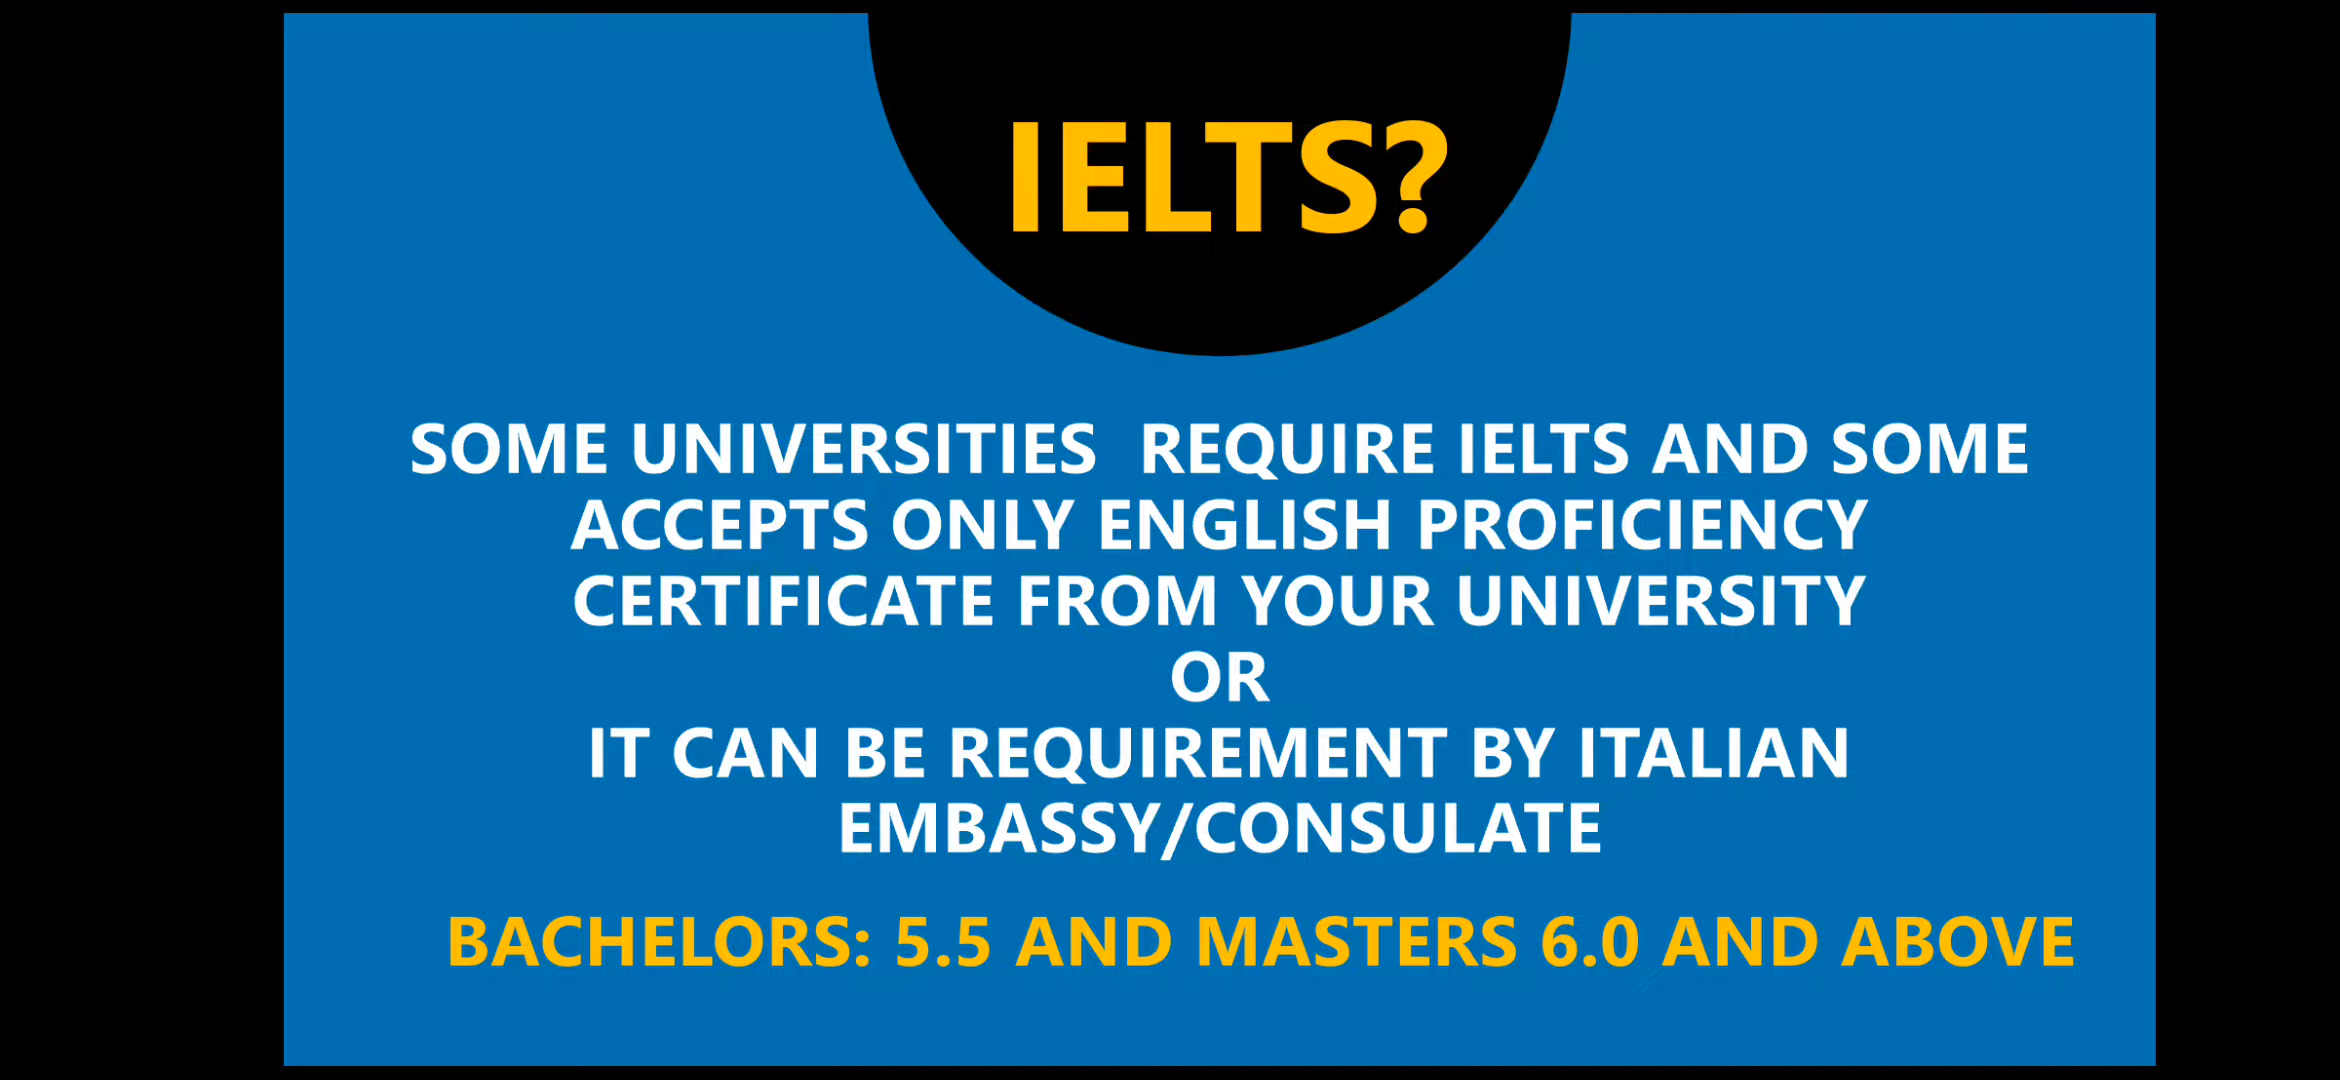 IELTS?
SOME UNIVERSITIES REQUIRE IELTS AND SOME
ACCEPTS ONLY ENGLISH PROFICIENCY
CERTIFICATE FROM YOUR UNIVERSITY
OR
IT CAN BE REQUIREMENT BY ITALIAN
EMBASSY/CONSULATE
BACHELORS: 5.5 AND MASTERS 6.0 AND ABOVE